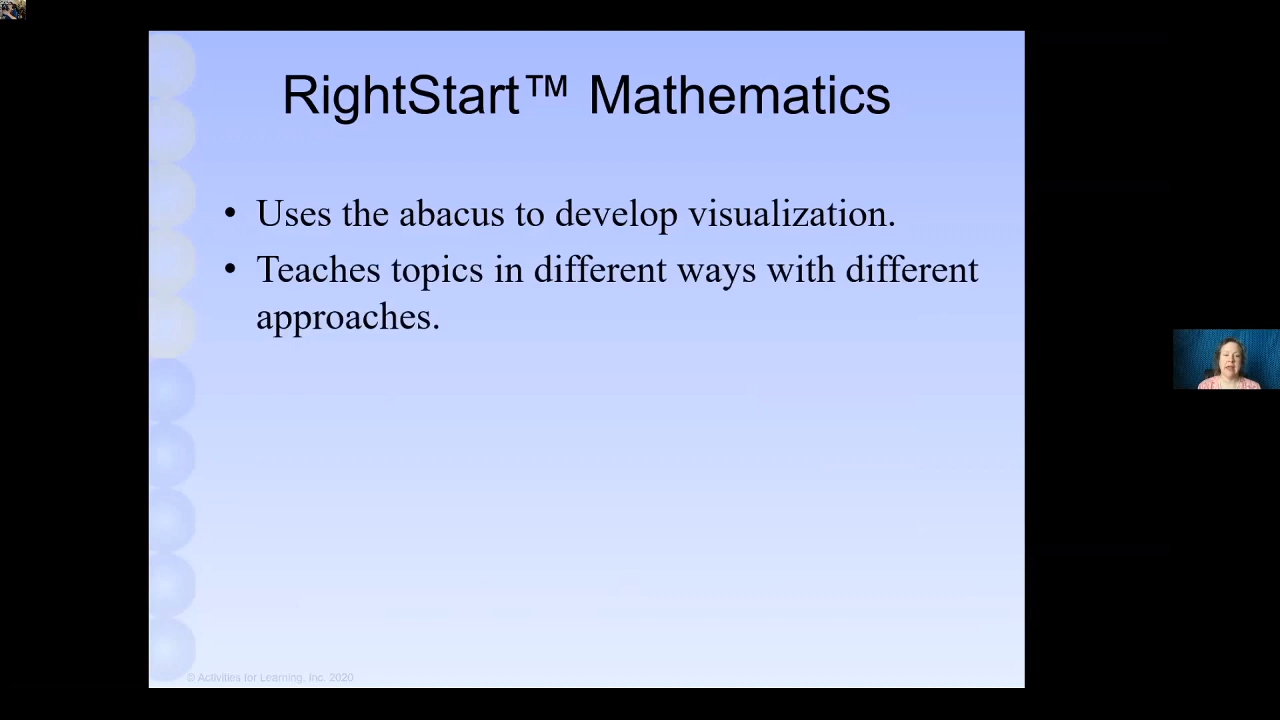 RightStart™ Mathematics
• Uses the abacus to develop visualization.
• Teaches topics in different ways with different
approaches.
© Activities for Learning, Inc. 2020